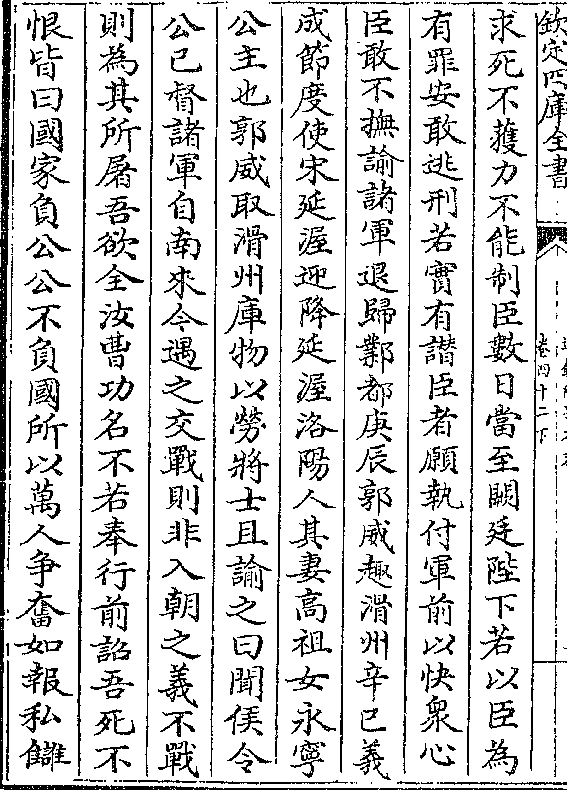 欽定四庫全書
卷四十二下
求死不獲力不能制臣數日當至闕廷陛下若以臣為
有罪安敢逃刑若實有譖臣者願執付軍前以快衆心
臣敢不撫諭諸軍退歸鄴都庚辰郭威趣滑州辛巳義
成節度使宋延渥迎降延渥洛陽人其妻高祖女永寧
公主也郭威取滑州庫物以勞將士且諭之曰聞侯令
公已督諸軍自南來今遇之交戰則非入朝之義不戰
則為其所屠吾欲全汝曹功名不若奉行前詔吾死不
恨皆曰國家負公公不負國所以萬人争奮如報私讎